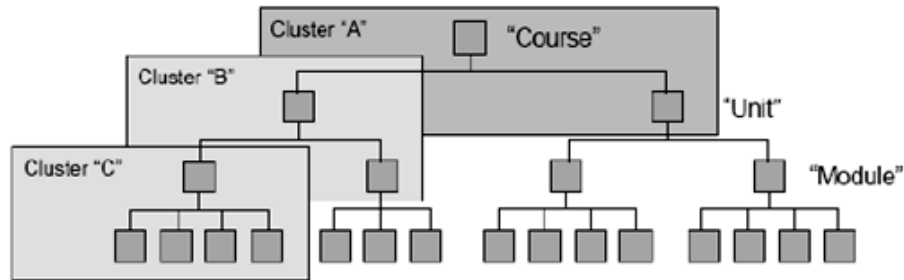 Cluster "A"
"Course"
Cluster "B"
"Unit"
Cluster "C"
"Module"